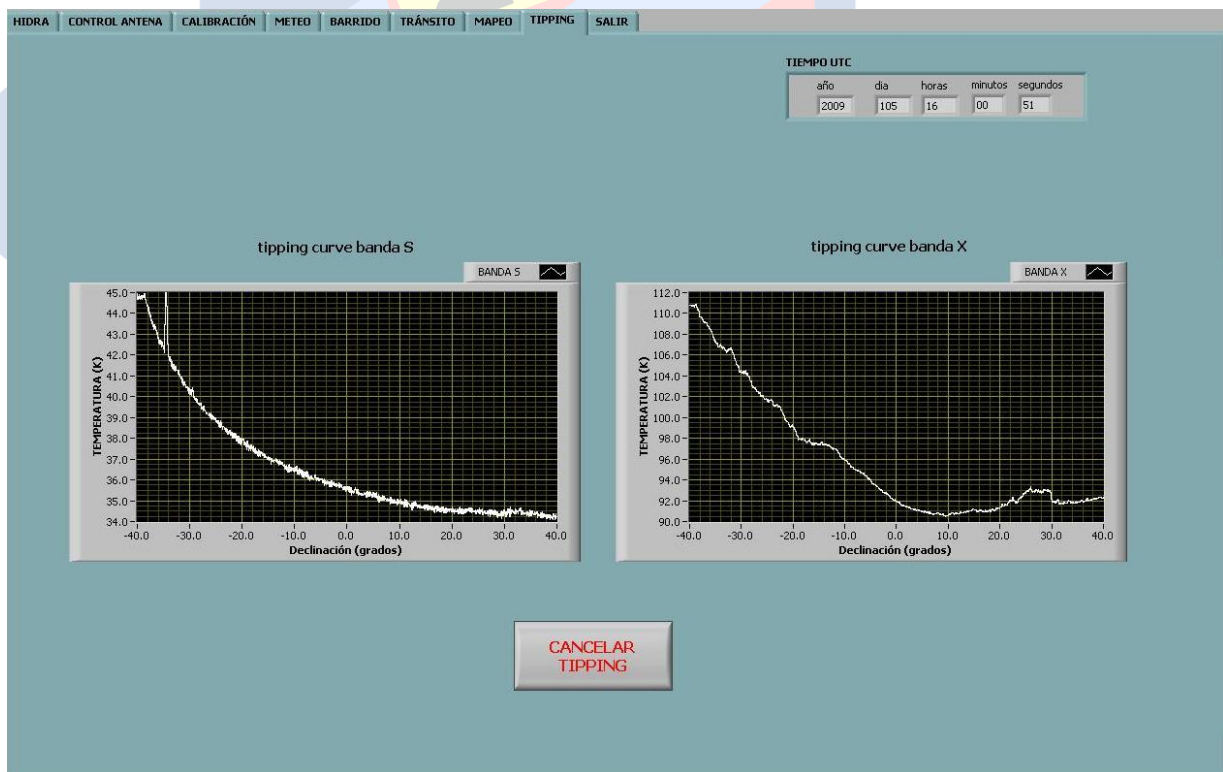 HIDRA CONTROL ANTENA CALIBRACIÓN METEO BARRIDO TRÁNSITO MAPEO TIPPING SALIR
TIEMPO UTC
año dia horas minutos segundos
2009 105 16 00 51
tipping curve banda S
BANDA S
TEMPERATURA (K)
45.0
44.0
43.0
42.0
41.0
40.0
39.0
38.0
37.0
36.0
35.0
34.0
-40.0 -30.0 -20.0 -10.0 0.0 10.0 20.0 30.0 40.0
Declinación (grados)
tipping curve banda X
BANDA X
TEMPERATURA (K)
112.0
110.0
108.0
106.0
104.0
102.0
100.0
98.0
96.0
94.0
92.0
90.0
-40.0 -30.0 -20.0 -10.0 0.0 10.0 20.0 30.0 40.0
Declinación (grados)
CANCELAR
TIPPING